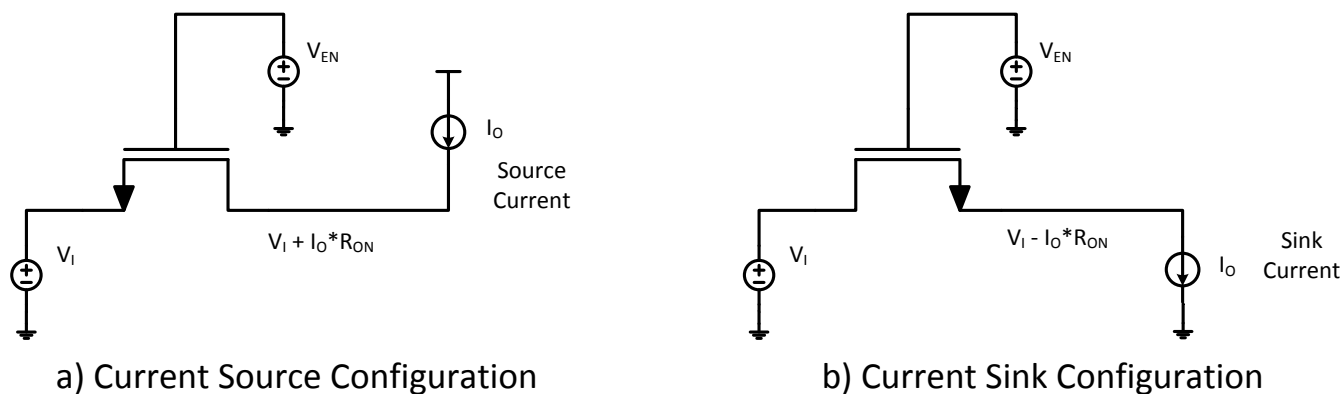 V_EN
I_O
Source
Current
V_I + I_O*R_ON
V_I
a) Current Source Configuration
V_EN
V_I - I_O*R_ON
V_I
I_O
Sink
Current
b) Current Sink Configuration